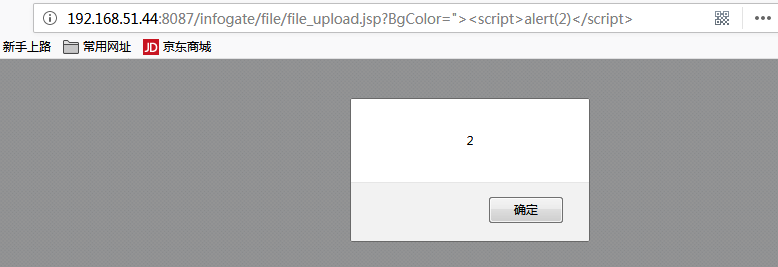 192.168.51.44:8087/infogate/file/file_upload.jsp?BgColor="><script>alert(2)</script>
新手上路 常用网址 JD 京东商城
2
确定